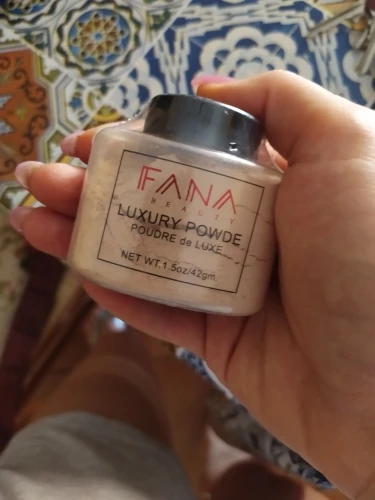 FANA
BEAUTY
LUXURY POWDE
POUDRE de LUXE
NET WT.1.5oz/42gm.